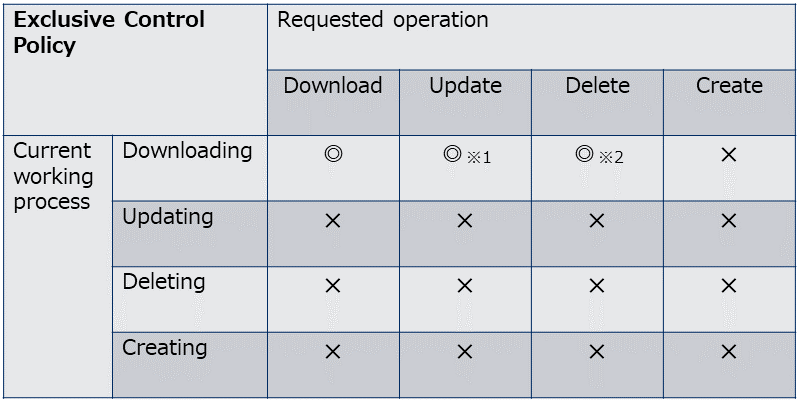 Exclusive Control
Policy
Requested operation
Download Update Delete Create
Current
working
process
Downloading ◎ ◎ ※1 ◎ ※2 ×
Updating × × × ×
Deleting × × × ×
Creating × × × ×